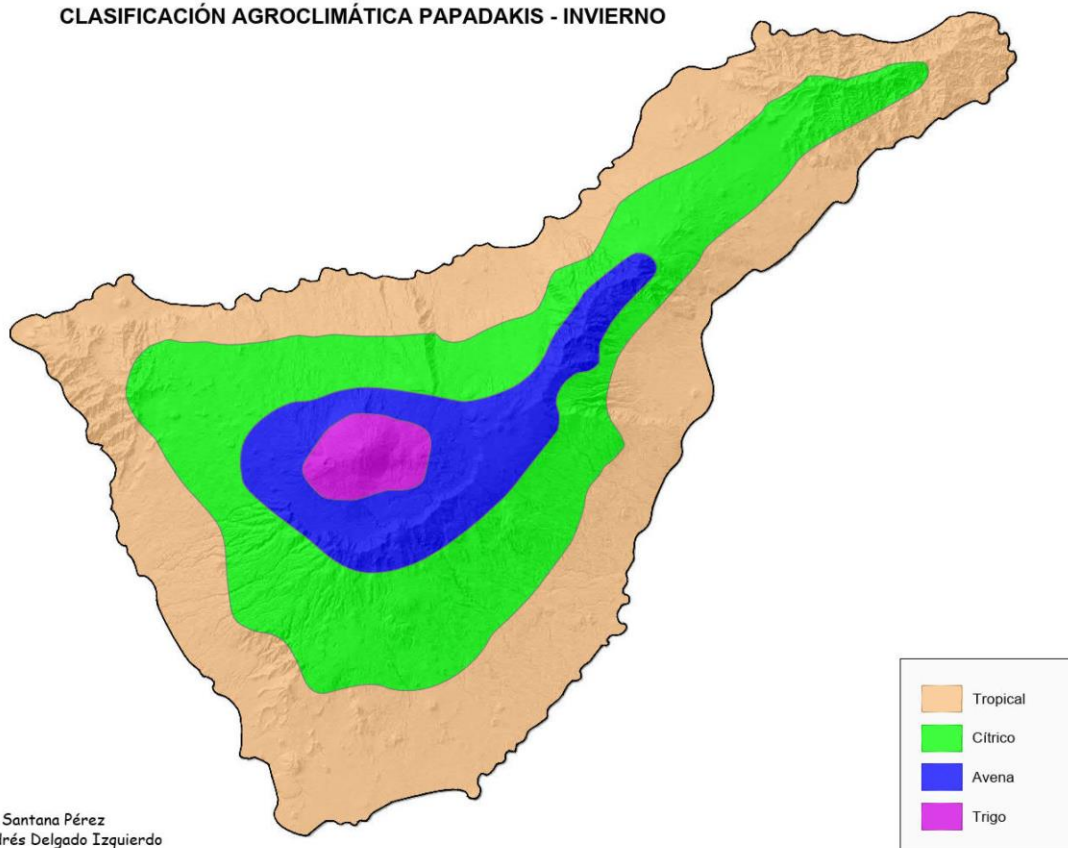 CLASIFICACIÓN AGROCLIMÁTICA PAPADAKIS - INVIERNO
Tropical
Cítrico
Avena
Trigo
Santana Pérez
drés Delgado Izquierdo